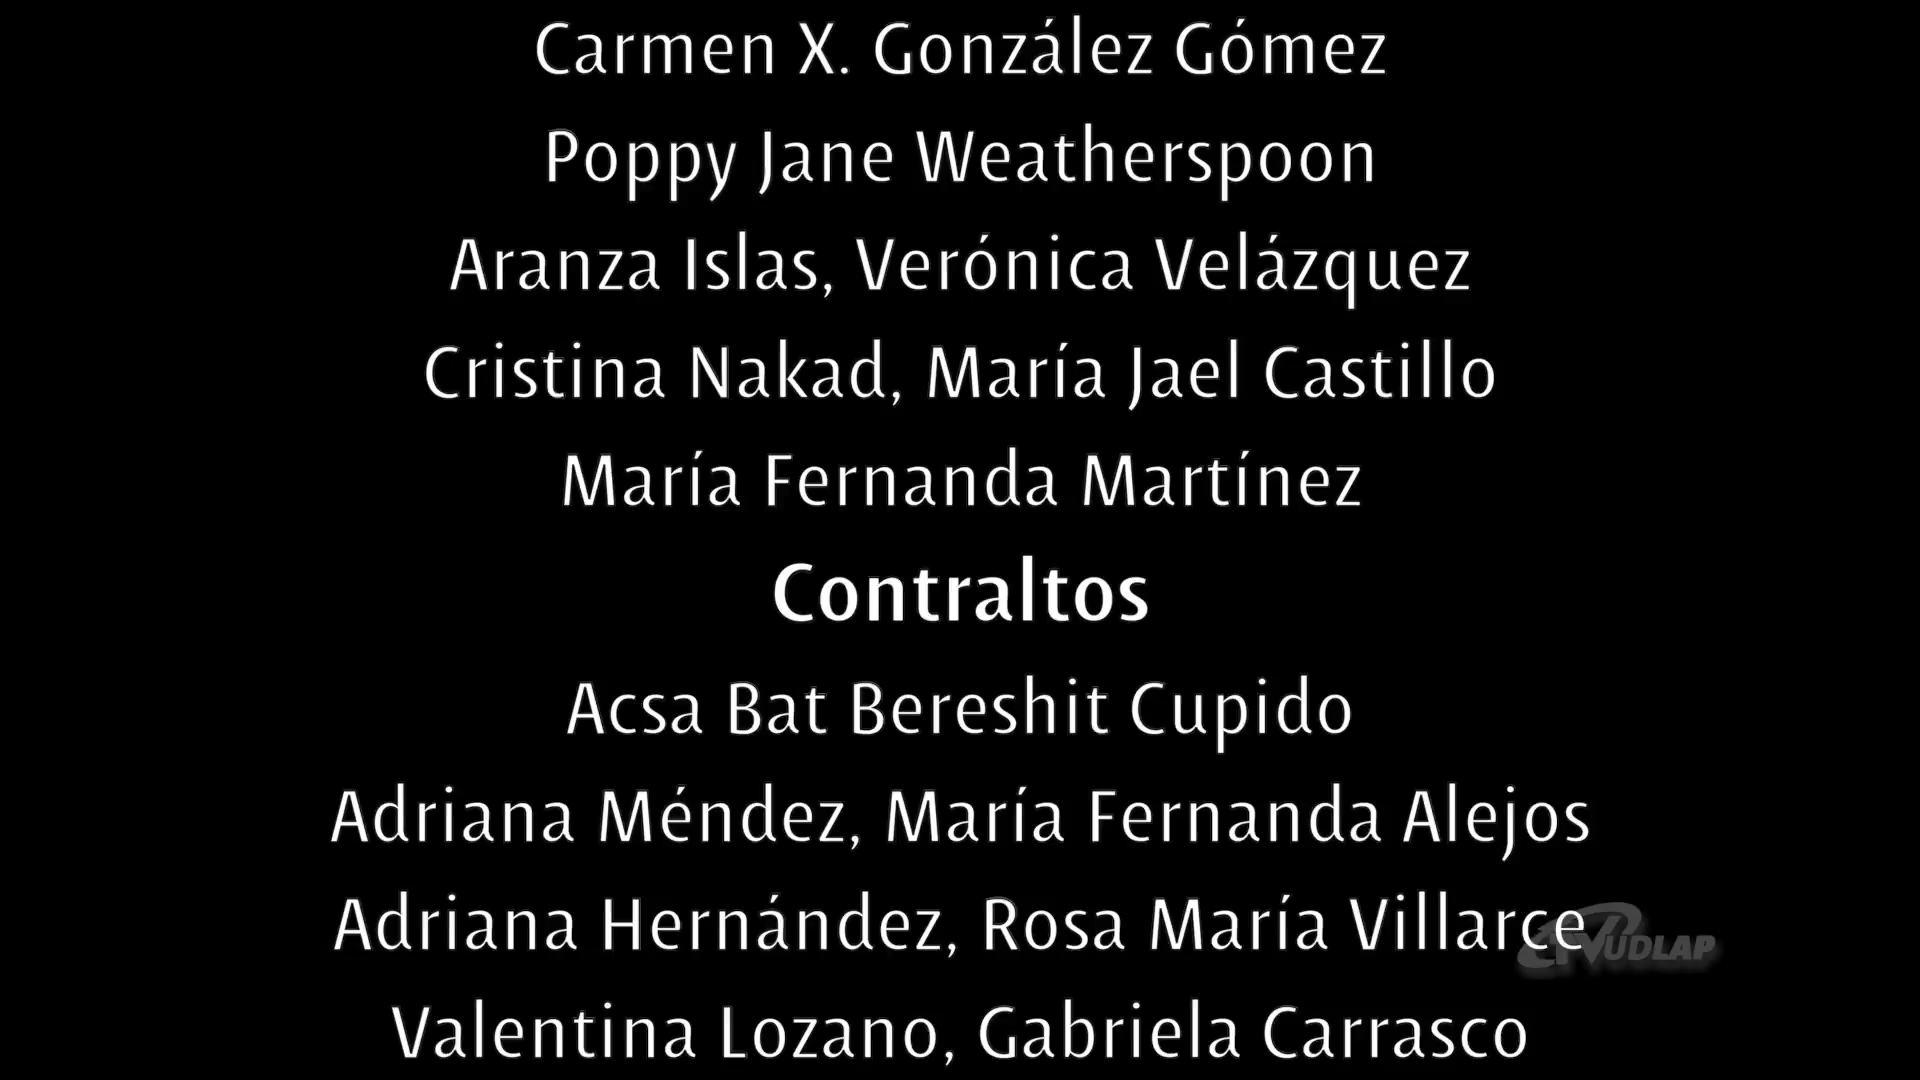 Carmen X. González Gómez
Poppy Jane Weatherspoon
Aranza Islas, Verónica Velázquez
Cristina Nakad, María Jael Castillo
María Fernanda Martínez
Contraltos
Acsa Bat Bereshit Cupido
Adriana Méndez, María Fernanda Alejos
Adriana Hernández, Rosa María Villarce
TVUDLAP
Valentina Lozano, Gabriela Carrasco